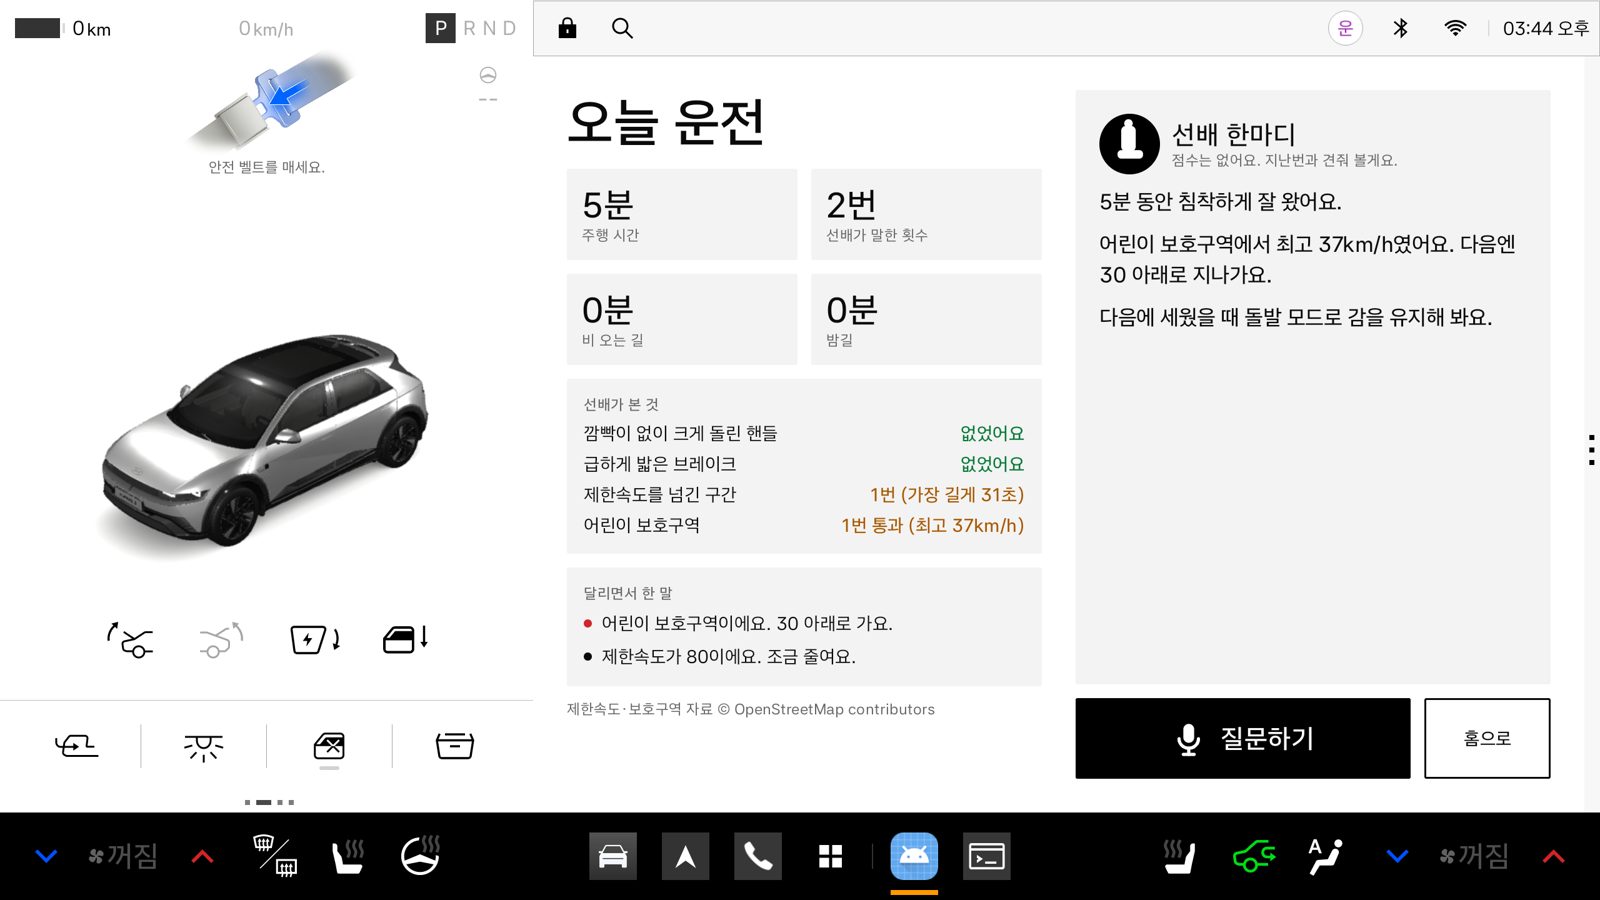 0 km
0 km/h
P R N D
운
03:44 오후
안전 벨트를 매세요.
--
오늘 운전
5분
주행 시간
2번
선배가 말한 횟수
0분
비 오는 길
0분
밤길
선배가 본 것
깜빡이 없이 크게 돌린 핸들 없었어요
급하게 밟은 브레이크 없었어요
제한속도를 넘긴 구간 1번 (가장 길게 31초)
어린이 보호구역 1번 통과 (최고 37km/h)
달리면서 한 말
• 어린이 보호구역이에요. 30 아래로 가요.
• 제한속도가 80이에요. 조금 줄여요.
제한속도·보호구역 자료 © OpenStreetMap contributors
선배 한마디
점수는 없어요. 지난번과 견줘 볼게요.
5분 동안 침착하게 잘 왔어요.
어린이 보호구역에서 최고 37km/h였어요. 다음엔
30 아래로 지나가요.
다음에 세웠을 때 돌발 모드로 감을 유지해 봐요.
질문하기
홈으로
꺼짐
A
꺼짐